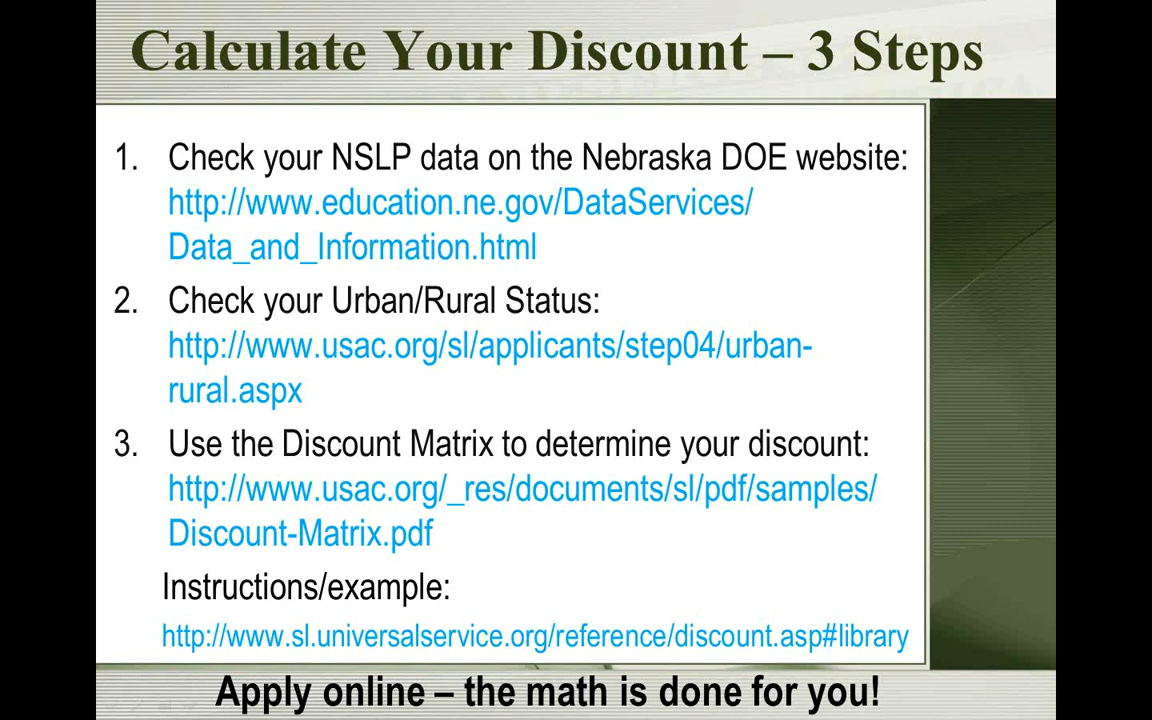 Calculate Your Discount – 3 Steps
1. Check your NSLP data on the Nebraska DOE website:
http://www.education.ne.gov/DataServices/
Data_and_Information.html
2. Check your Urban/Rural Status:
http://www.usac.org/sl/applicants/step04/urban-
rural.aspx
3. Use the Discount Matrix to determine your discount:
http://www.usac.org/_res/documents/sl/pdf/samples/
Discount-Matrix.pdf
Instructions/example:
http://www.sl.universalservice.org/reference/discount.asp#library
Apply online – the math is done for you!